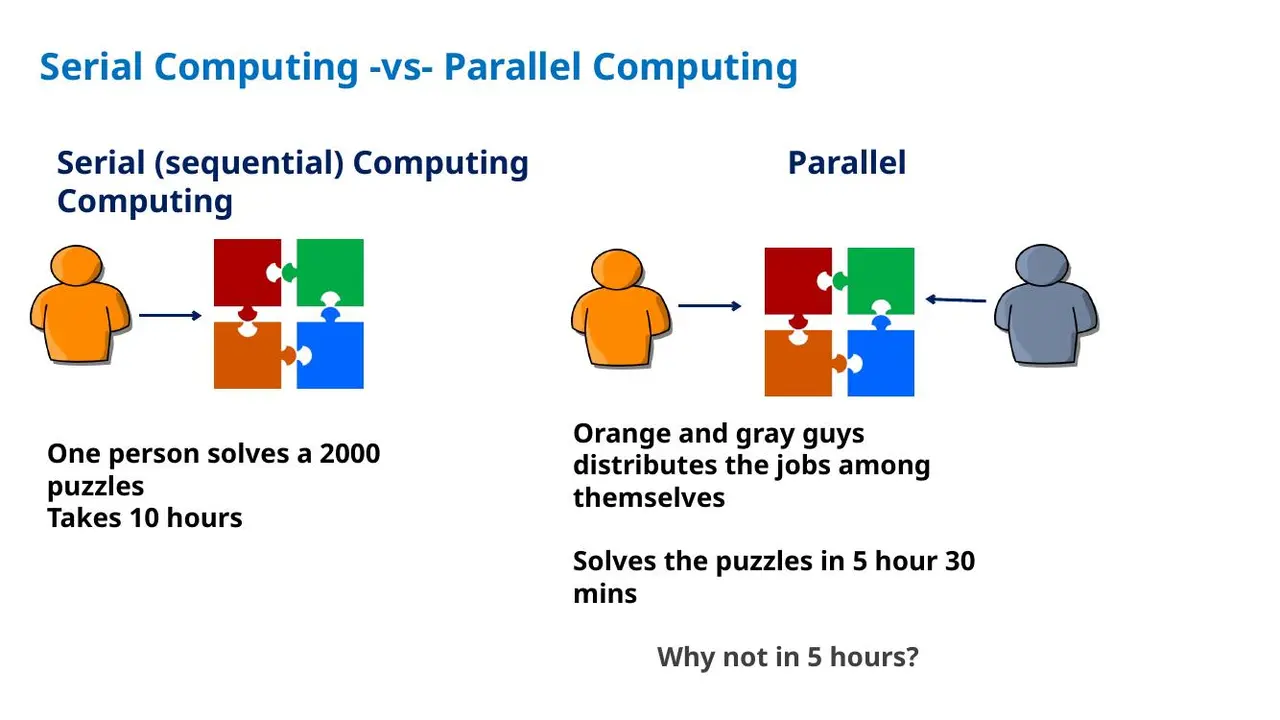 Serial Computing -vs- Parallel Computing
Serial (sequential) Computing Parallel
Computing
One person solves a 2000
puzzles
Takes 10 hours
Orange and gray guys
distributes the jobs among
themselves
Solves the puzzles in 5 hour 30
mins
Why not in 5 hours?